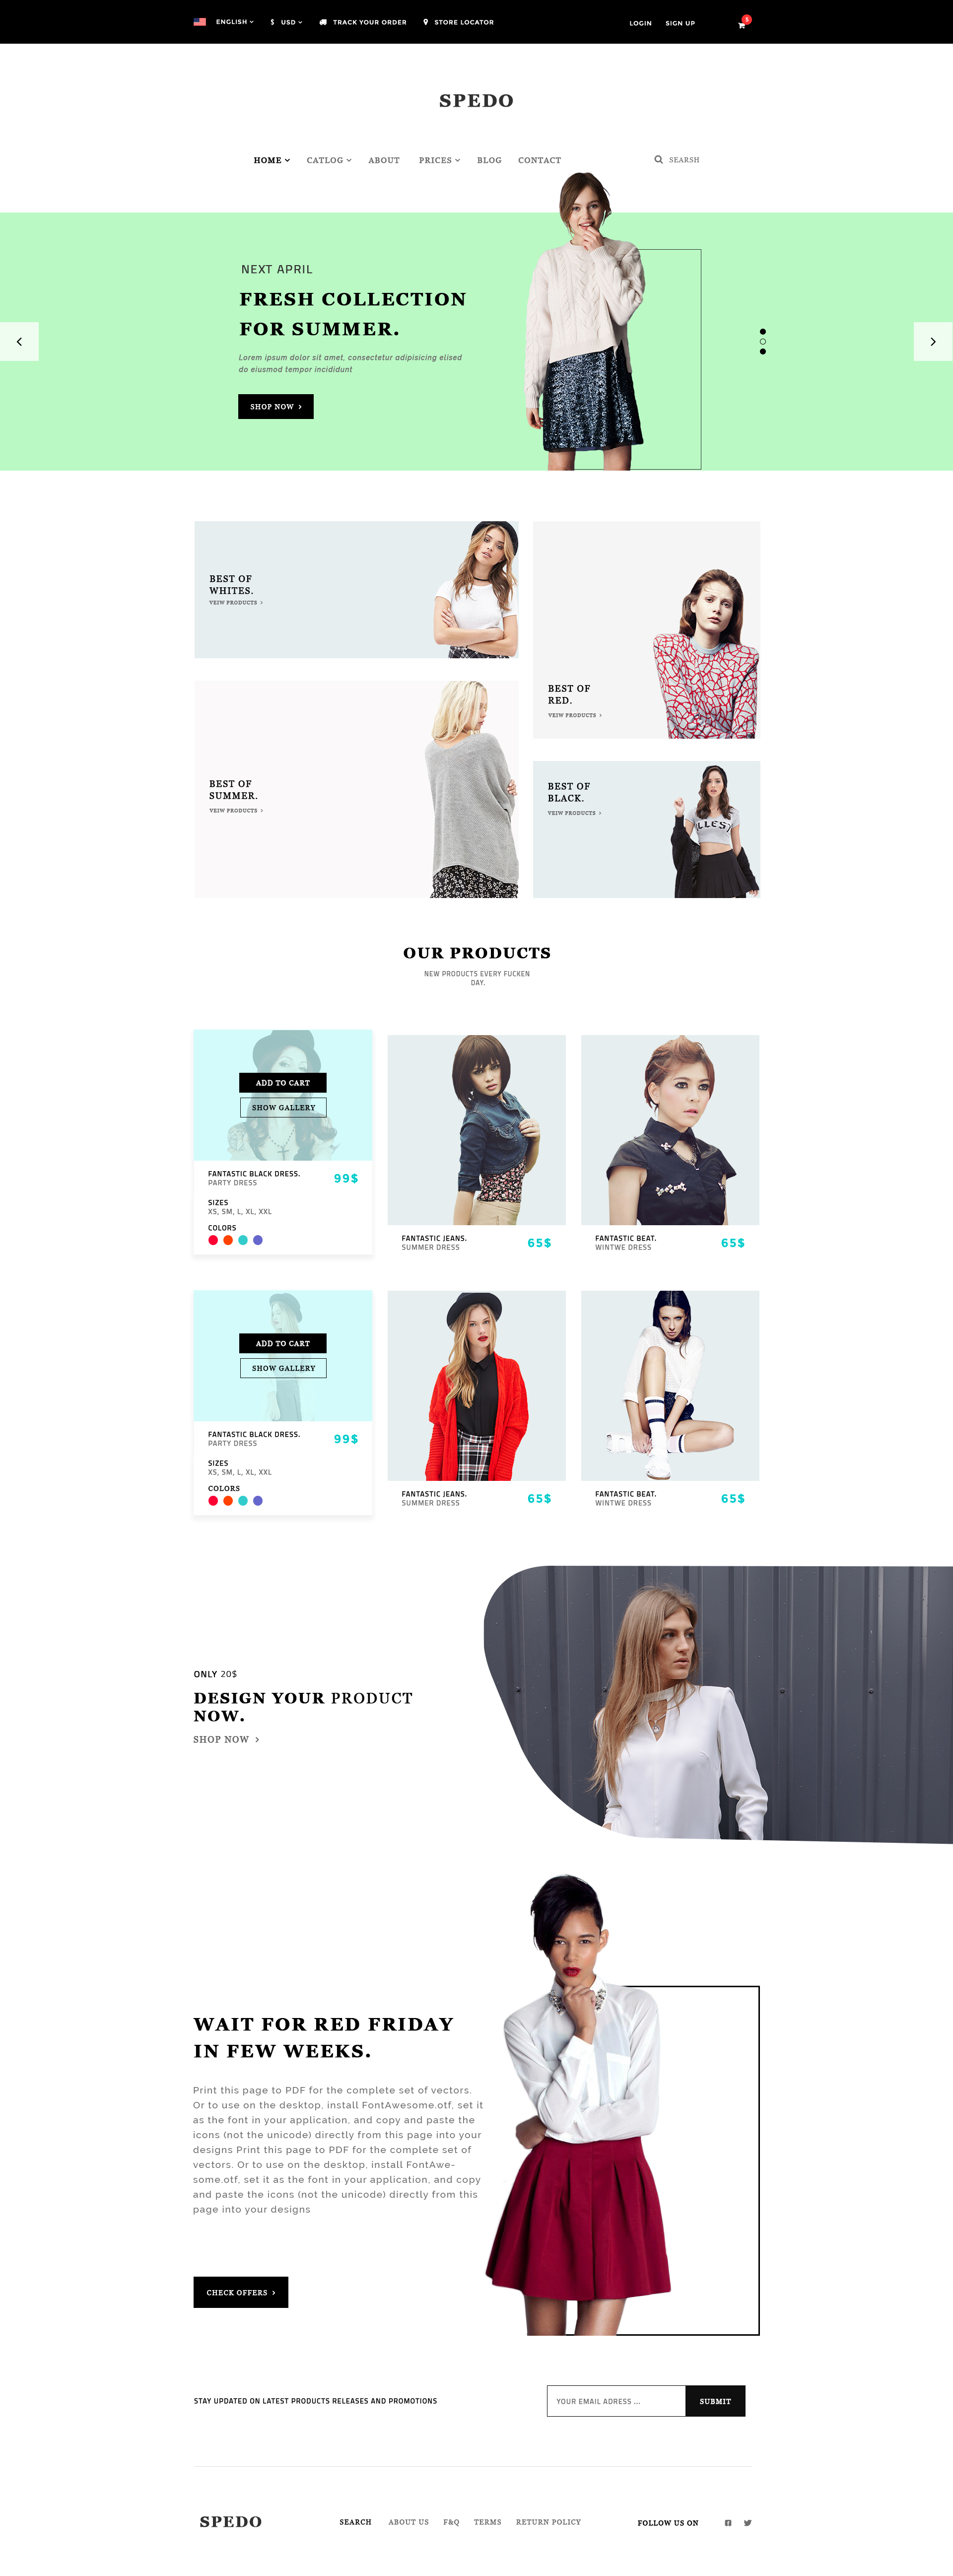 ENGLISH
$ USD
TRACK YOUR ORDER
STORE LOCATOR
LOGIN
SIGN UP
SPEDO
HOME
CATLOG
ABOUT
PRICES
BLOG
CONTACT
SEARSH
NEXT APRIL
FRESH COLLECTION
FOR SUMMER.
Lorem ipsum dolor sit amet, consectetur adipisicing elised
do eiusmod tempor incididunt
SHOP NOW
BEST OF
WHITES.
VEIW PRODUCTS
BEST OF
RED.
VEIW PRODUCTS
BEST OF
SUMMER.
VEIW PRODUCTS
BEST OF
BLACK.
VEIW PRODUCTS
LLEST
OUR PRODUCTS
NEW PRODUCTS EVERY FUCKEN
DAY.
ADD TO CART
SHOW GALLERY
FANTASTIC BLACK DRESS.
PARTY DRESS
99$
SIZES
XS, SM, L, XL, XXL
COLORS
FANTASTIC JEANS.
SUMMER DRESS
65$
FANTASTIC BEAT.
WINTWE DRESS
65$
ADD TO CART
SHOW GALLERY
FANTASTIC BLACK DRESS.
PARTY DRESS
99$
SIZES
XS, SM, L, XL, XXL
COLORS
FANTASTIC JEANS.
SUMMER DRESS
65$
FANTASTIC BEAT.
WINTWE DRESS
65$
ONLY 20$
DESIGN YOUR PRODUCT
NOW.
SHOP NOW
WAIT FOR RED FRIDAY
IN FEW WEEKS.
Print this page to PDF for the complete set of vectors.
Or to use on the desktop, install FontAwesome.otf, set it
as the font in your application, and copy and paste the
icons (not the unicode) directly from this page into your
designs Print this page to PDF for the complete set of
vectors. Or to use on the desktop, install FontAwe-
some.otf, set it as the font in your application, and copy
and paste the icons (not the unicode) directly from this
page into your designs
CHECK OFFERS
STAY UPDATED ON LATEST PRODUCTS RELEASES AND PROMOTIONS
YOUR EMAIL ADRESS ...
SUBMIT
SPEDO
SEARCH
ABOUT US
F&Q
TERMS
RETURN POLICY
FOLLOW US ON